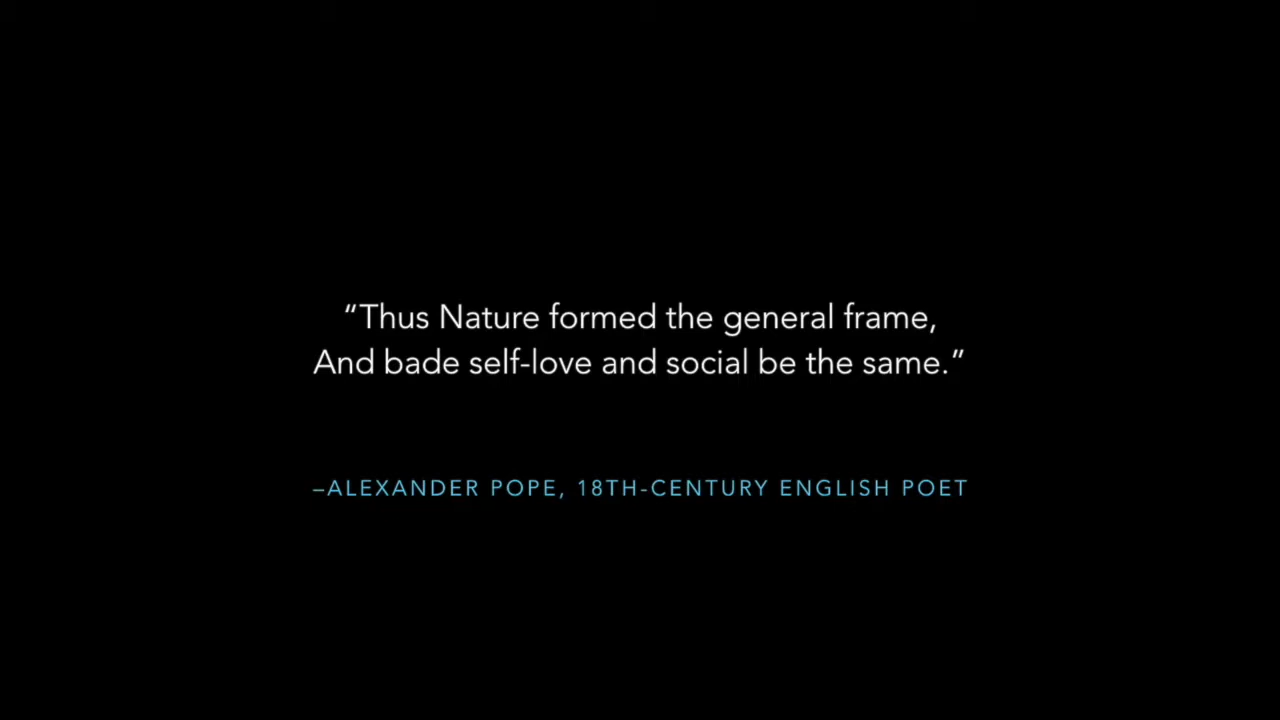 “Thus Nature formed the general frame,
And bade self-love and social be the same.”
–ALEXANDER POPE, 18TH-CENTURY ENGLISH POET